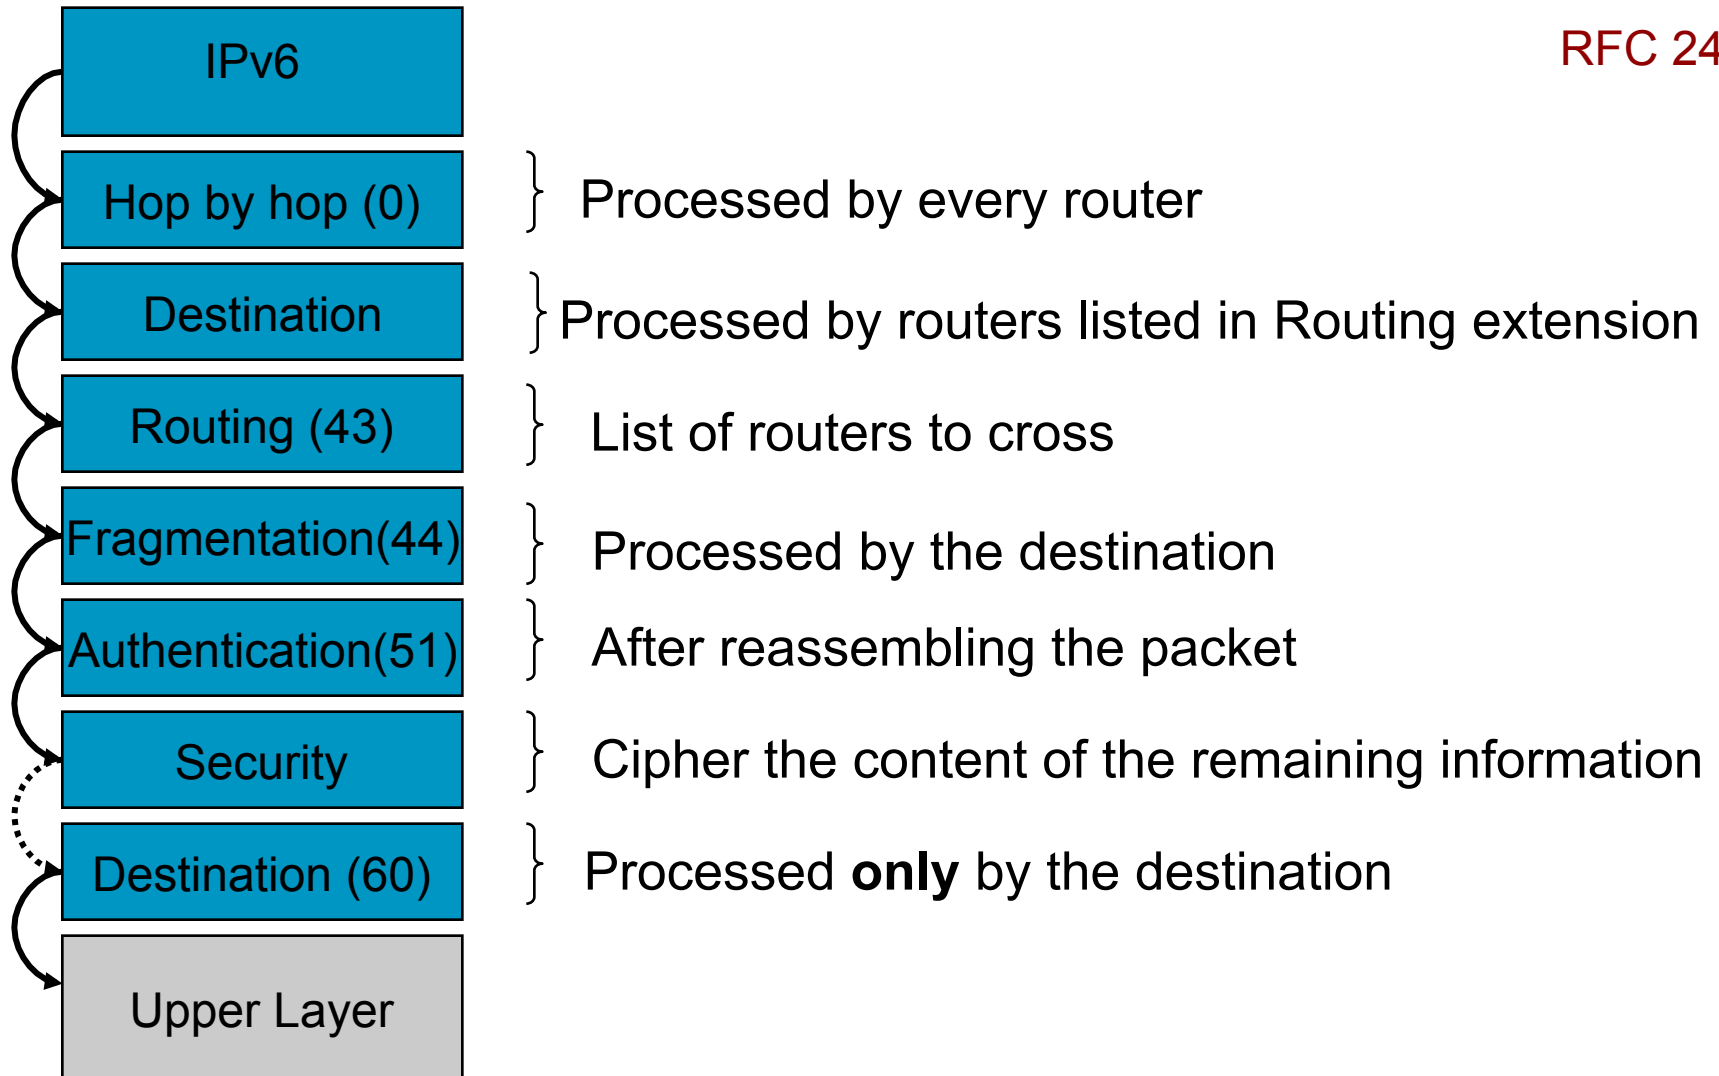 IPv6
RFC 24
Hop by hop (0)
Processed by every router
Destination
Processed by routers listed in Routing extension
Routing (43)
List of routers to cross
Fragmentation(44)
Processed by the destination
Authentication(51)
After reassembling the packet
Security
Cipher the content of the remaining information
Destination (60)
Processed only by the destination
Upper Layer